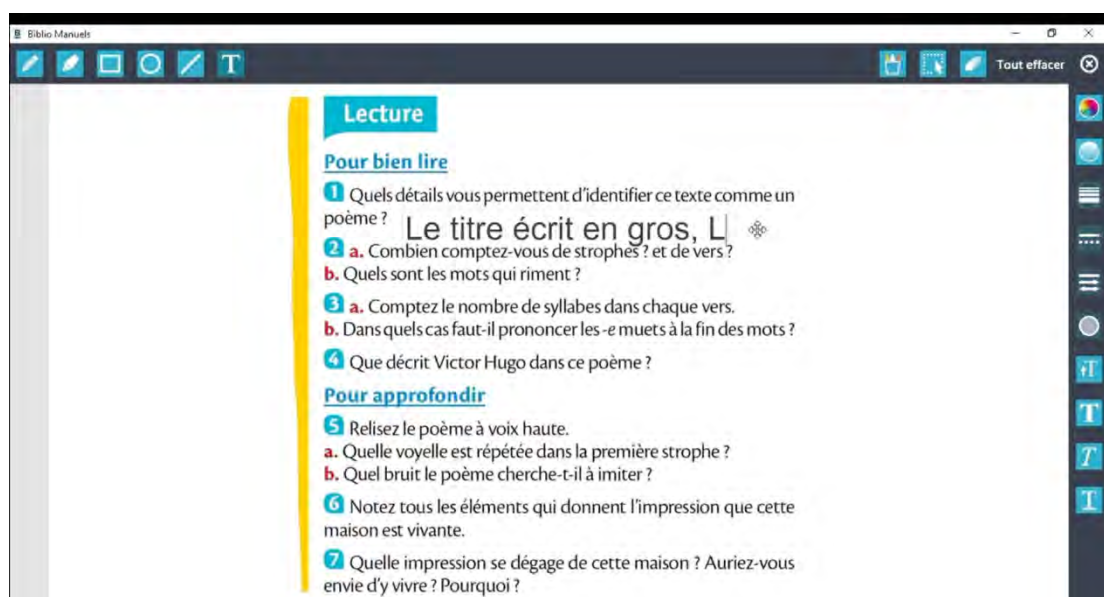 Biblio Manuels
T
Tout effacer
Lecture
Pour bien lire
1 Quels détails vous permettent d'identifier ce texte comme un
poème ?
Le titre écrit en gros, L
2 a. Combien comptez-vous de strophes ? et de vers ?
b. Quels sont les mots qui riment ?
3 a. Comptez le nombre de syllabes dans chaque vers.
b. Dans quels cas faut-il prononcer les -e muets à la fin des mots ?
4 Que décrit Victor Hugo dans ce poème ?
Pour approfondir
5 Relisez le poème à voix haute.
a. Quelle voyelle est répétée dans la première strophe ?
b. Quel bruit le poème cherche-t-il à imiter ?
6 Notez tous les éléments qui donnent l'impression que cette
maison est vivante.
7 Quelle impression se dégage de cette maison ? Auriez-vous
envie d'y vivre ? Pourquoi ?
T
T
T
T